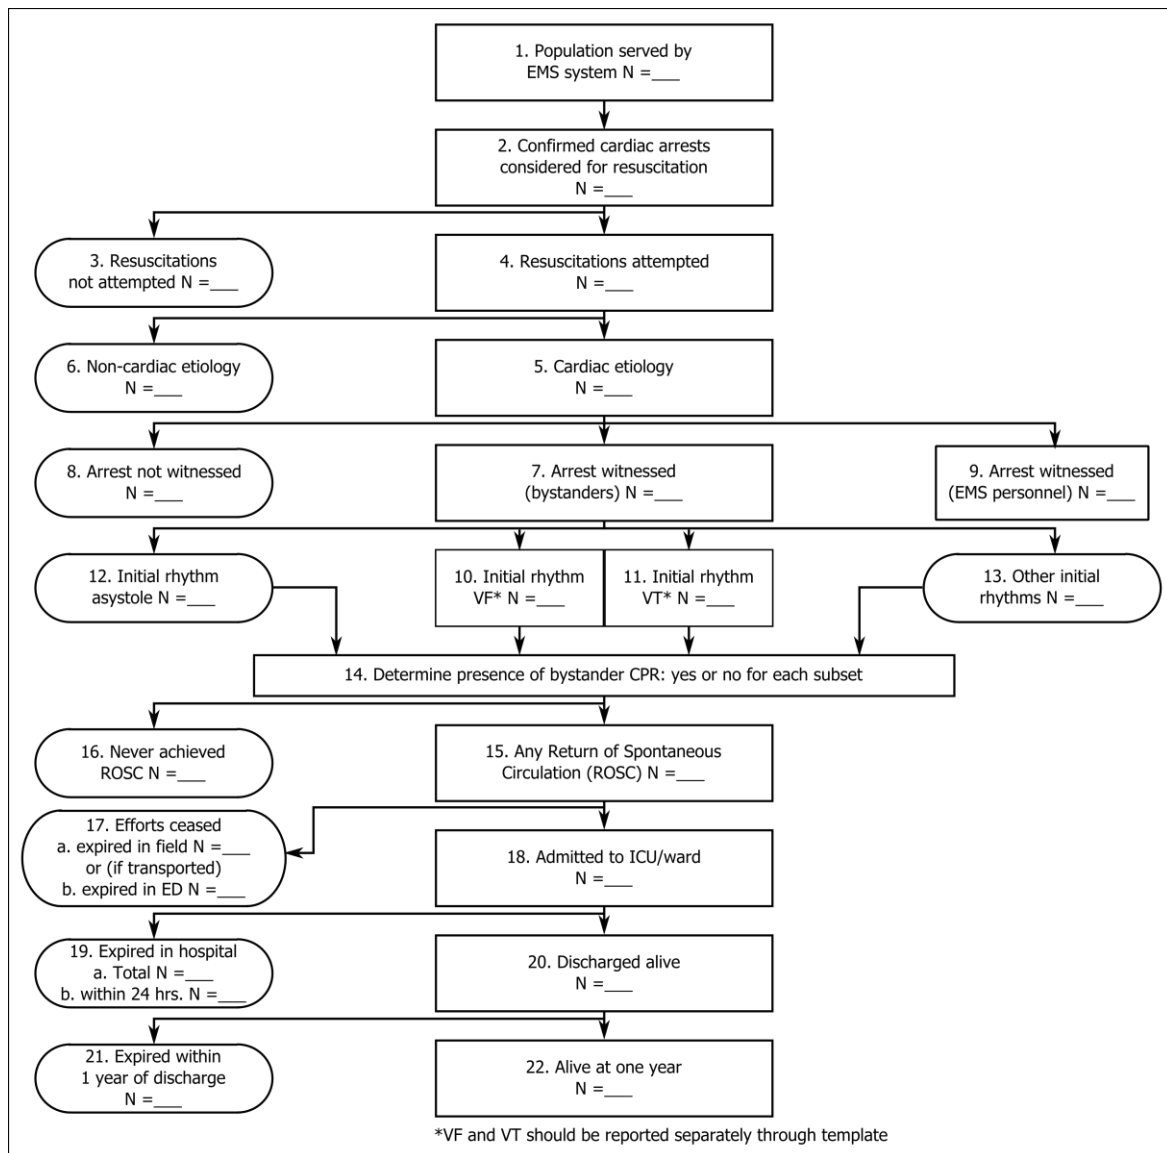 1. Population served by
EMS system N =___
2. Confirmed cardiac arrests
considered for resuscitation
N =___
3. Resuscitations
not attempted N =___
4. Resuscitations attempted
N =___
6. Non-cardiac etiology
N =___
5. Cardiac etiology
N =___
8. Arrest not witnessed
N =___
7. Arrest witnessed
(bystanders) N =___
9. Arrest witnessed
(EMS personnel) N =___
12. Initial rhythm
asystole N =___
10. Initial rhythm
VF* N =___
11. Initial rhythm
VT* N =___
13. Other initial
rhythms N =___
14. Determine presence of bystander CPR: yes or no for each subset
16. Never achieved
ROSC N =___
15. Any Return of Spontaneous
Circulation (ROSC) N =___
17. Efforts ceased
a. expired in field N =___
or (if transported)
b. expired in ED N =___
18. Admitted to ICU/ward
N =___
19. Expired in hospital
a. Total N =___
b. within 24 hrs. N =___
20. Discharged alive
N =___
21. Expired within
1 year of discharge
N =___
22. Alive at one year
N =___
*VF and VT should be reported separately through template